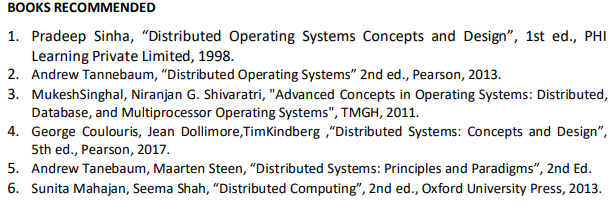 BOOKS RECOMMENDED
1. Pradeep Sinha, “Distributed Operating Systems Concepts and Design”, 1st ed., PHI
Learning Private Limited, 1998.
2. Andrew Tannebaum, “Distributed Operating Systems” 2nd ed., Pearson, 2013.
3. MukeshSinghal, Niranjan G. Shivaratri, "Advanced Concepts in Operating Systems: Distributed,
Database, and Multiprocessor Operating Systems", TMGH, 2011.
4. George Coulouris, Jean Dollimore,TimKindberg ,“Distributed Systems: Concepts and Design”,
5th ed., Pearson, 2017.
5. Andrew Tanebaum, Maarten Steen, “Distributed Systems: Principles and Paradigms”, 2nd Ed.
6. Sunita Mahajan, Seema Shah, “Distributed Computing”, 2nd ed., Oxford University Press, 2013.